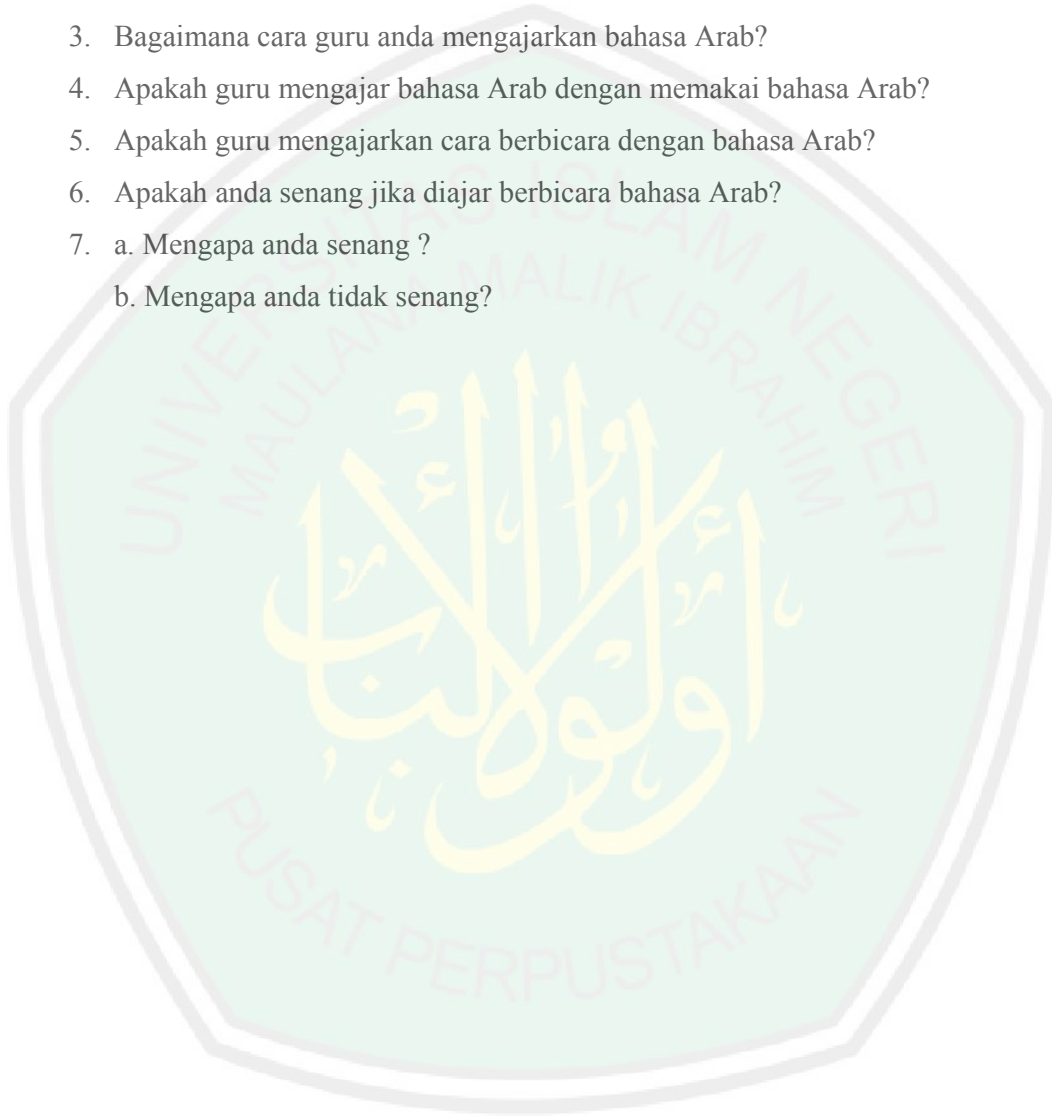 3. Bagaimana cara guru anda mengajarkan bahasa Arab?
4. Apakah guru mengajar bahasa Arab dengan memakai bahasa Arab?
5. Apakah guru mengajarkan cara berbicara dengan bahasa Arab?
6. Apakah anda senang jika diajar berbicara bahasa Arab?
7. a. Mengapa anda senang ?
b. Mengapa anda tidak senang?
UNIVERSITAS ISLAM NEGERI
MAULANA MALIK IBRAHIM
أولوا الألباب
PUSAT PERPUSTAKAAN